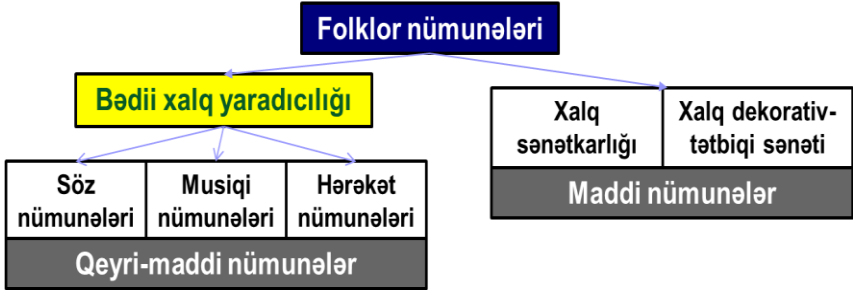 Folklor nümunələri
Bədii xalq yaradıcılığı
Xalq
sənətkarlığı
Xalq dekorativ-
tətbiqi sənəti
Maddi nümunələr
Söz
nümunələri
Musiqi
nümunələri
Hərəkət
nümunələri
Qeyri-maddi nümunələr